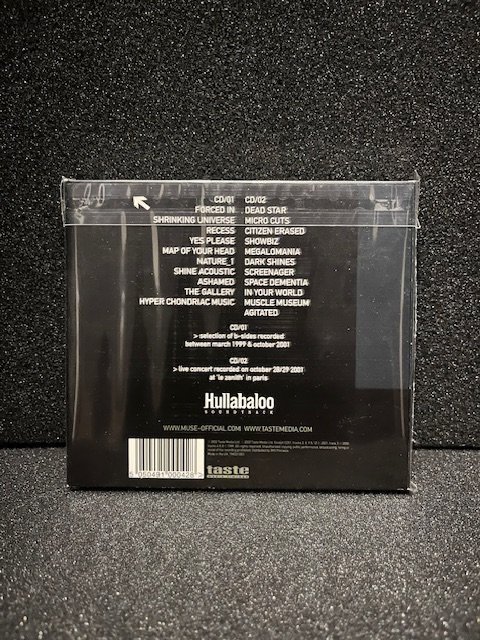 CD/01 CD/02
FORCED IN DEAD STAR
SHRINKING UNIVERSE MICRO CUTS
RECESS CITIZEN ERASED
YES PLEASE SHOWBIZ
MAP OF YOUR HEAD MEGALOMANIA
NATURE_1 DARK SHINES
SHINE ACOUSTIC SCREENAGER
ASHAMED SPACE DEMENTIA
THE GALLERY IN YOUR WORLD
HYPER CHONDRIAC MUSIC MUSCLE MUSEUM
AGITATED
CD/01
> selection of b-sides recorded
between march 1999 & october 2001
CD/02
> live concert recorded on october 28/29 2001
at 'le zenith' in paris
Hullabaloo
SOUNDTRACK
WWW.MUSE-OFFICIAL.COM WWW.TASTEMEDIA.COM
5 050491 000428 >
taste